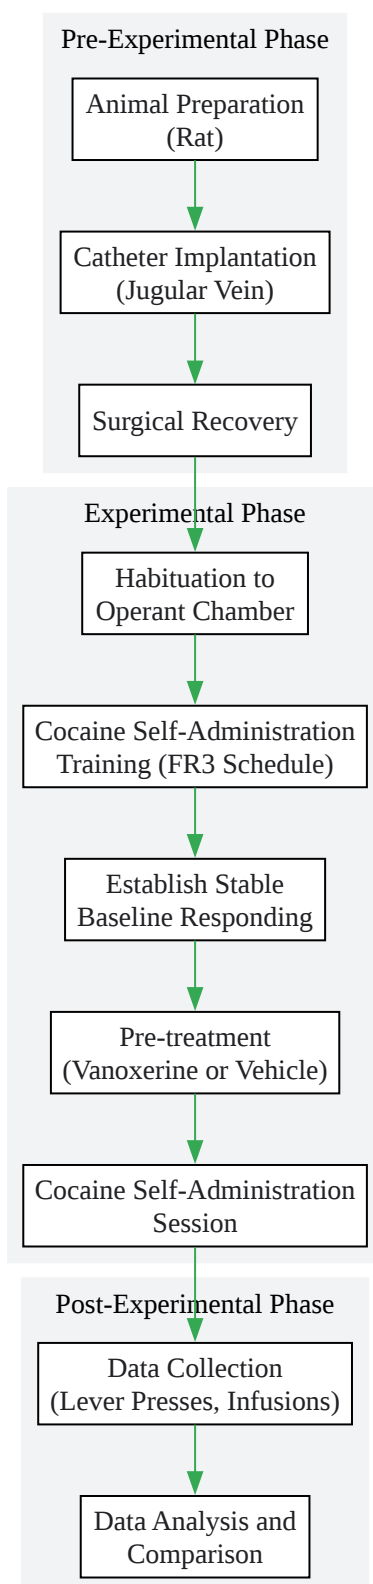 Pre-Experimental Phase
Animal Preparation
(Rat)
Catheter Implantation
(Jugular Vein)
Surgical Recovery
Experimental Phase
Habituation to
Operant Chamber
Cocaine Self-Administration
Training (FR3 Schedule)
Establish Stable
Baseline Responding
Pre-treatment
(Vanoxerine or Vehicle)
Cocaine Self-Administration
Session
Post-Experimental Phase
Data Collection
(Lever Presses, Infusions)
Data Analysis and
Comparison